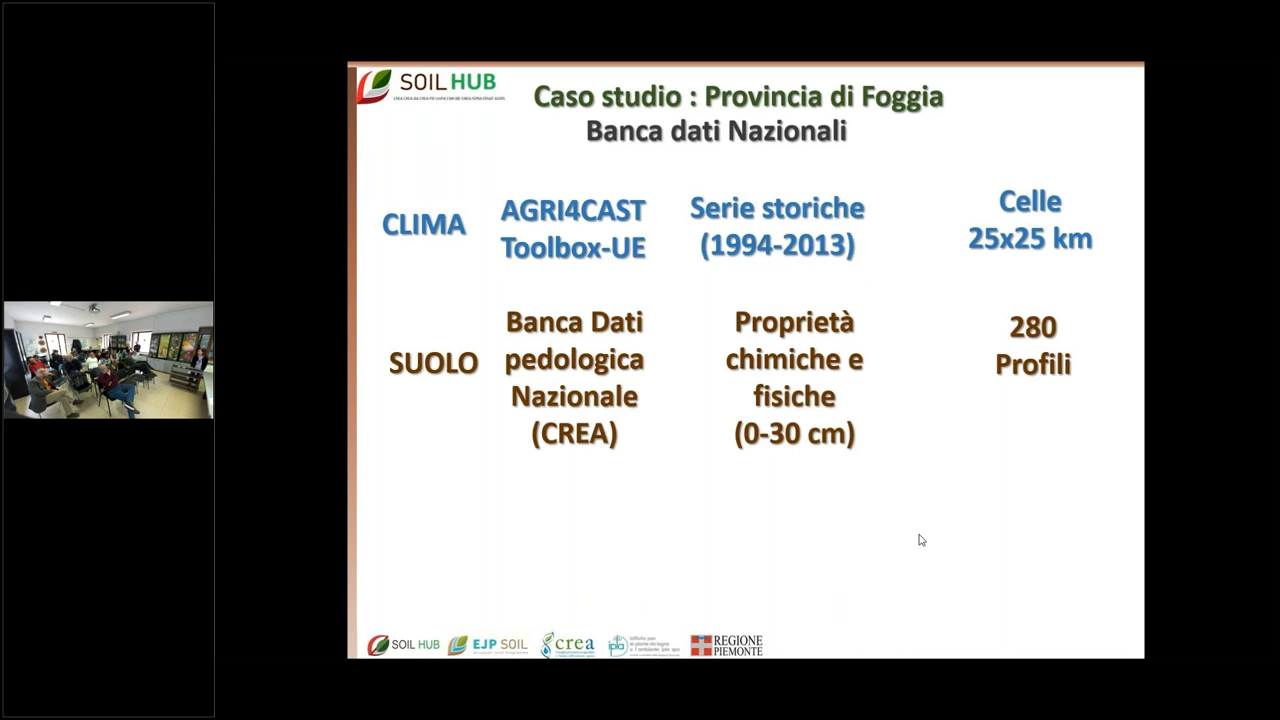 SOIL HUB
Caso studio : Provincia di Foggia
Banca dati Nazionali
CLIMA
AGRI4CAST
Toolbox-UE
Serie storiche
(1994-2013)
Celle
25x25 km
SUOLO
Banca Dati
pedologica
Nazionale
(CREA)
Proprietà
chimiche e
fisiche
(0-30 cm)
280
Profili
SOIL HUB
EJP SOIL
crea
ipla
REGIONE
PIEMONTE